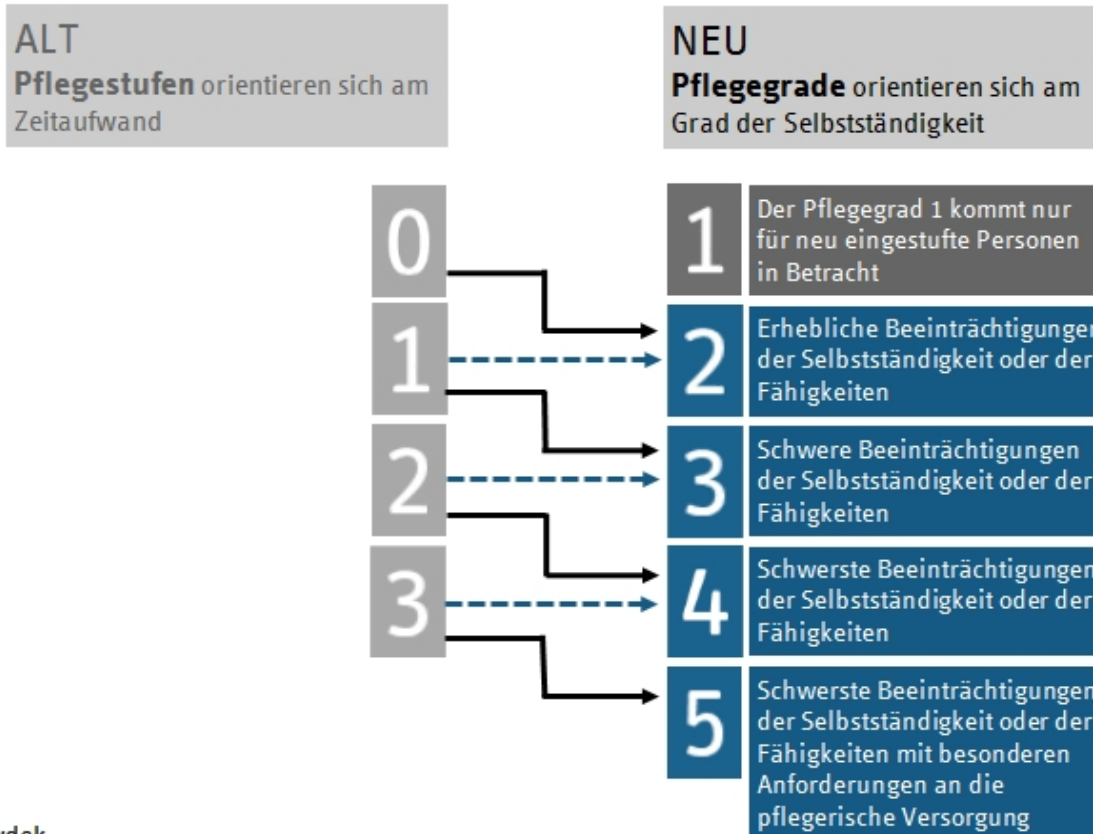 ALT
Pflegestufen orientieren sich am
Zeitaufwand
NEU
Pflegegrade orientieren sich am
Grad der Selbstständigkeit
0
1
2
3
1
Der Pflegegrad 1 kommt nur
für neu eingestufte Personen
in Betracht
2
Erhebliche Beeinträchtigungen
der Selbstständigkeit oder der
Fähigkeiten
3
Schwere Beeinträchtigungen
der Selbstständigkeit oder der
Fähigkeiten
4
Schwerste Beeinträchtigungen
der Selbstständigkeit oder der
Fähigkeiten
5
Schwerste Beeinträchtigungen
der Selbstständigkeit oder der
Fähigkeiten mit besonderen
Anforderungen an die
pflegerische Versorgung